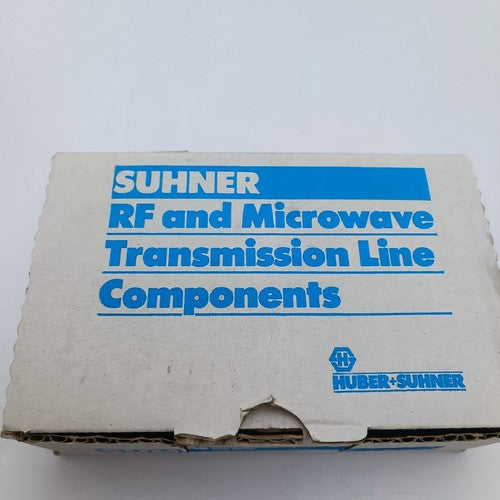 SUHNER
RF and Microwave
Transmission Line
Components
H
HUBER+SUHNER